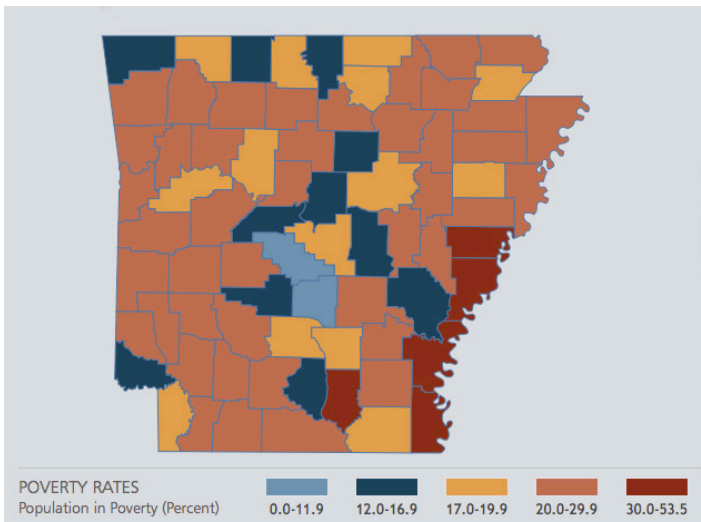 POVERTY RATES
Population in Poverty (Percent)
0.0-11.9
12.0-16.9
17.0-19.9
20.0-29.9
30.0-53.5